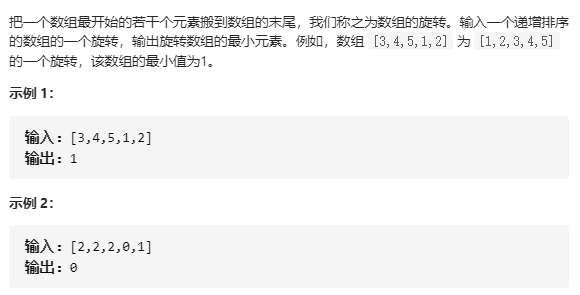 把一个数组最开始的若干个元素搬到数组的末尾，我们称之为数组的旋转。输入一个递增排序
的数组的一个旋转，输出旋转数组的最小元素。例如，数组 [3,4,5,1,2] 为 [1,2,3,4,5]
的一个旋转，该数组的最小值为1。
示例 1：
输入：[3,4,5,1,2]
输出：1
示例 2：
输入：[2,2,2,0,1]
输出：0